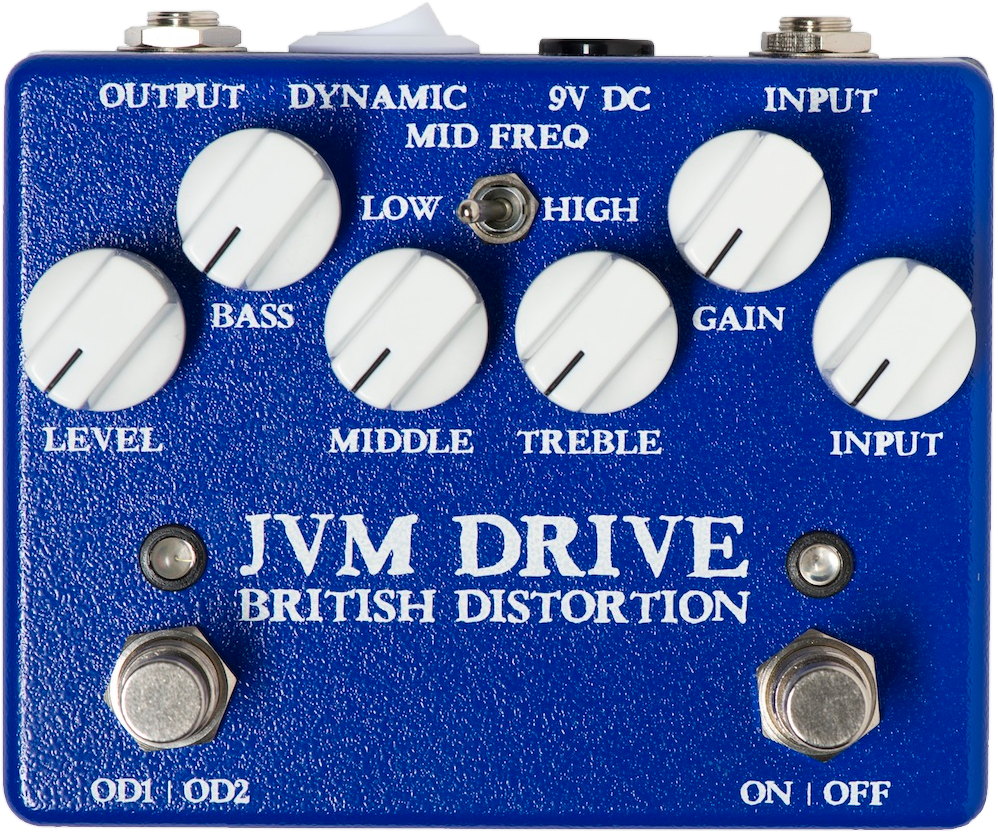 OUTPUT DYNAMIC 9V DC INPUT
MID FREQ
LOW HIGH
BASS GAIN
LEVEL MIDDLE TREBLE INPUT
JVM DRIVE
BRITISH DISTORTION
OD1 | OD2 ON | OFF